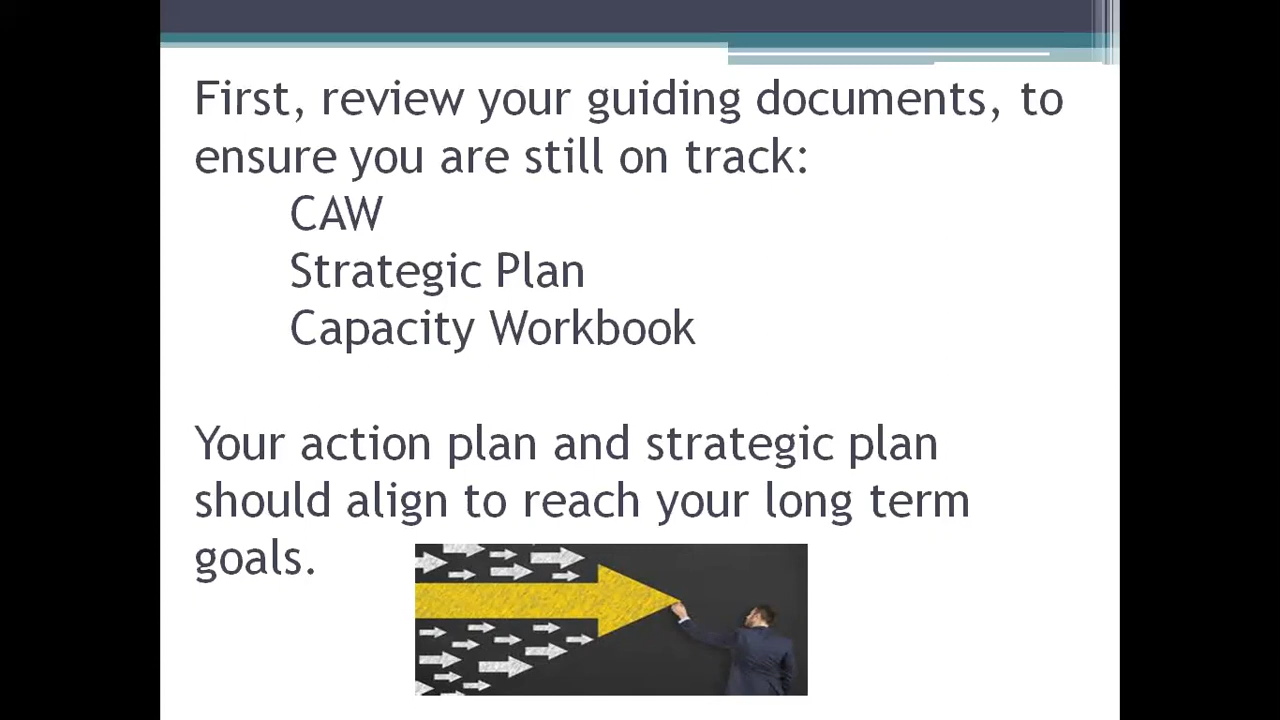 First, review your guiding documents, to
ensure you are still on track:
CAW
Strategic Plan
Capacity Workbook
Your action plan and strategic plan
should align to reach your long term
goals.